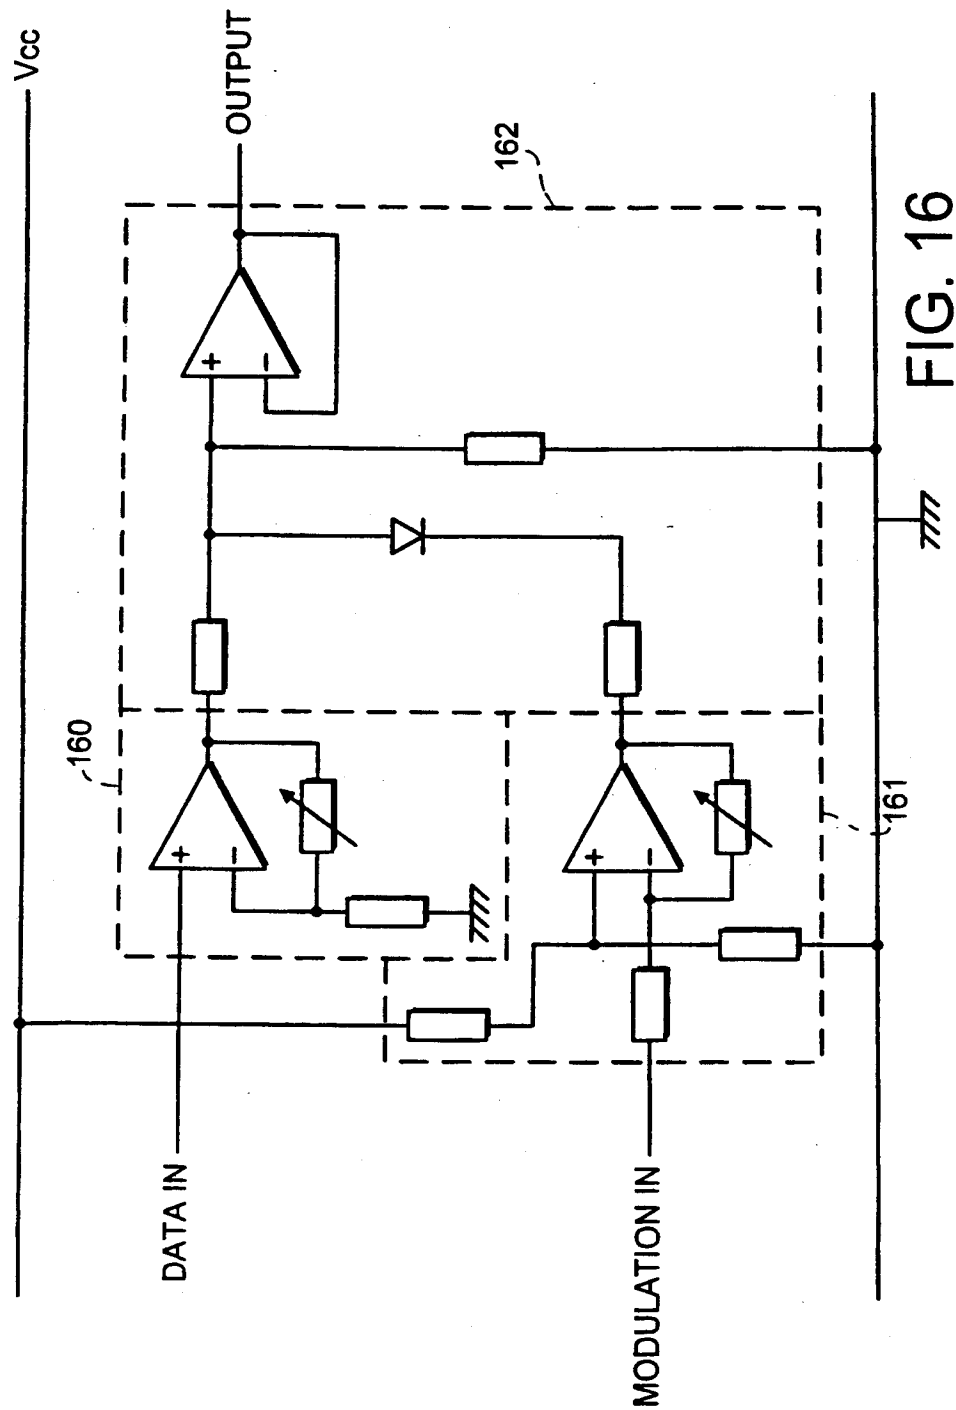 Vcc
160
OUTPUT
DATA IN
+
−
+
−
162
MODULATION IN
+
−
161
FIG. 16